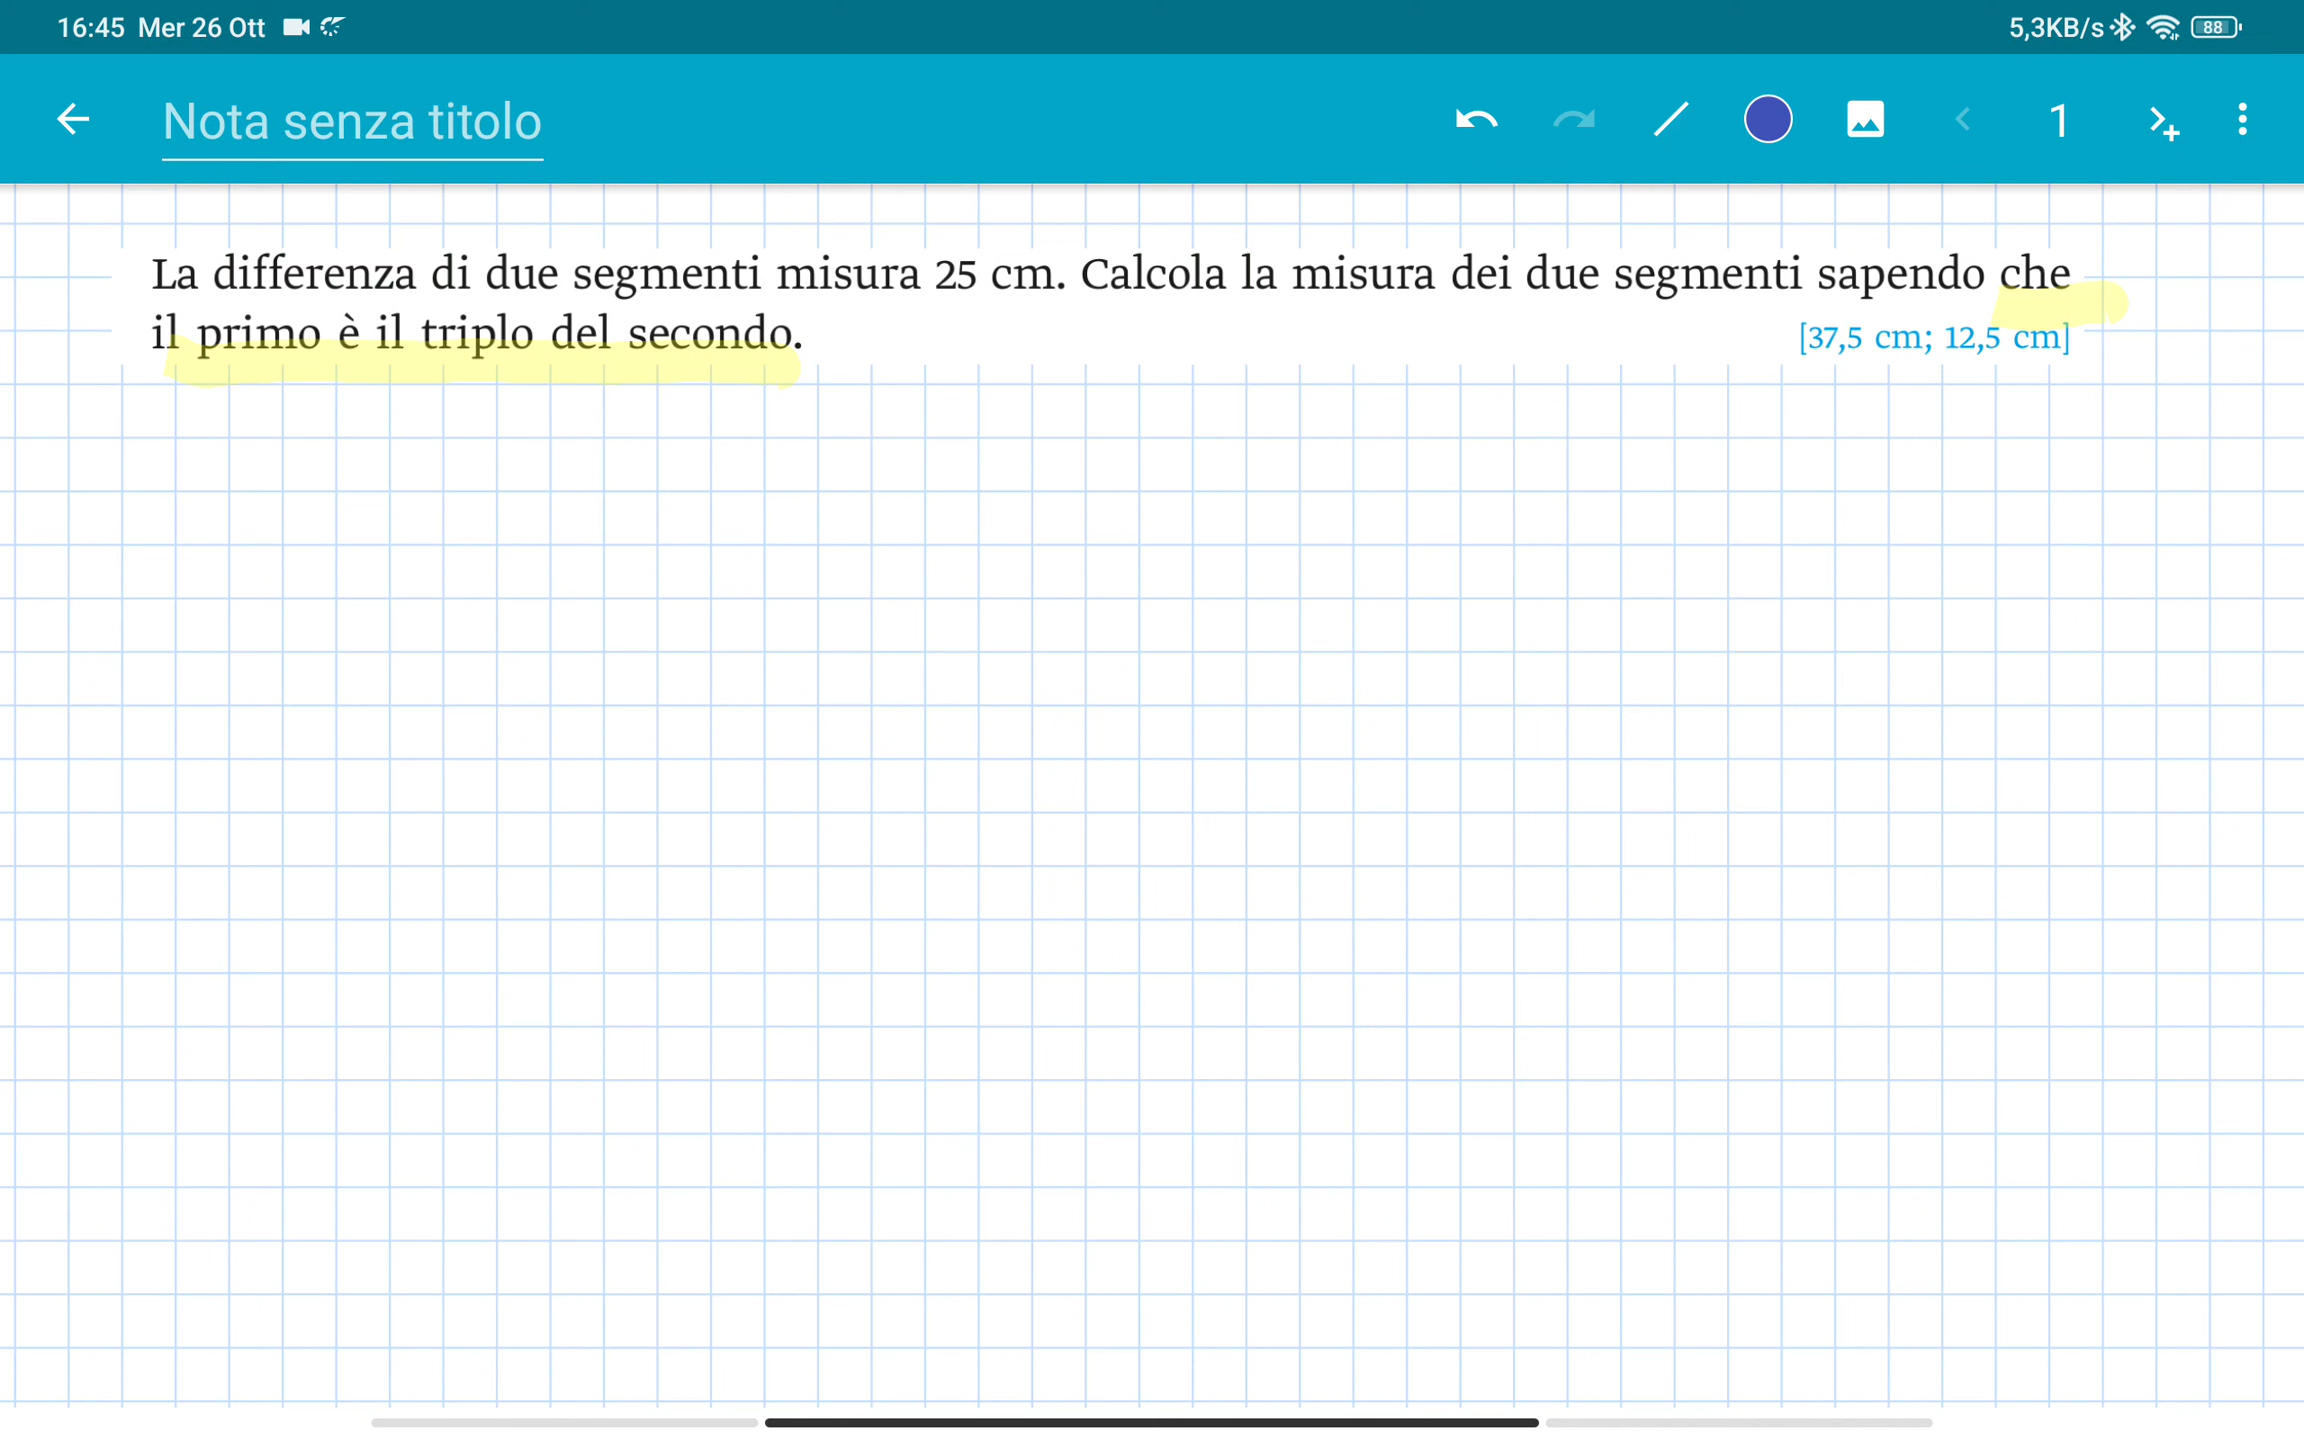 16:45 Mer 26 Ott
5,3KB/s 88
Nota senza titolo
1
La differenza di due segmenti misura 25 cm. Calcola la misura dei due segmenti sapendo che
il primo è il triplo del secondo.
[37,5 cm; 12,5 cm]